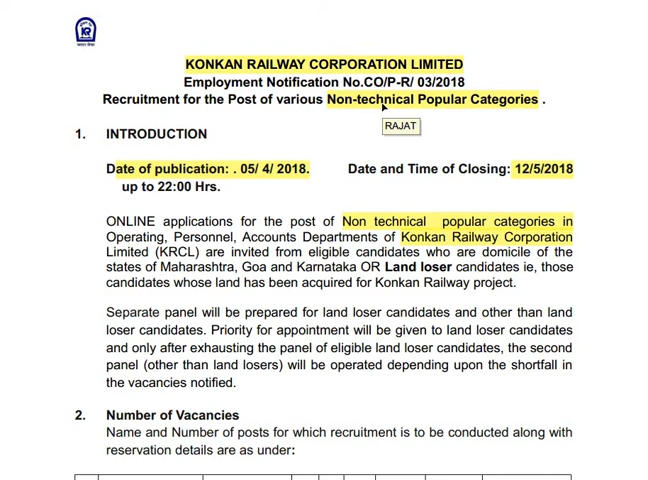 KR
KONKAN RAILWAY CORPORATION LIMITED
Employment Notification No.CO/P-R/ 03/2018
Recruitment for the Post of various Non-technical Popular Categories .
RAJAT
1. INTRODUCTION
Date of publication: . 05/ 4/ 2018. Date and Time of Closing: 12/5/2018
up to 22:00 Hrs.
ONLINE applications for the post of Non technical popular categories in
Operating, Personnel, Accounts Departments of Konkan Railway Corporation
Limited (KRCL) are invited from eligible candidates who are domicile of the
states of Maharashtra, Goa and Karnataka OR Land loser candidates ie, those
candidates whose land has been acquired for Konkan Railway project.
Separate panel will be prepared for land loser candidates and other than land
loser candidates. Priority for appointment will be given to land loser candidates
and only after exhausting the panel of eligible land loser candidates, the second
panel (other than land losers) will be operated depending upon the shortfall in
the vacancies notified.
2. Number of Vacancies
Name and Number of posts for which recruitment is to be conducted along with
reservation details are as under: